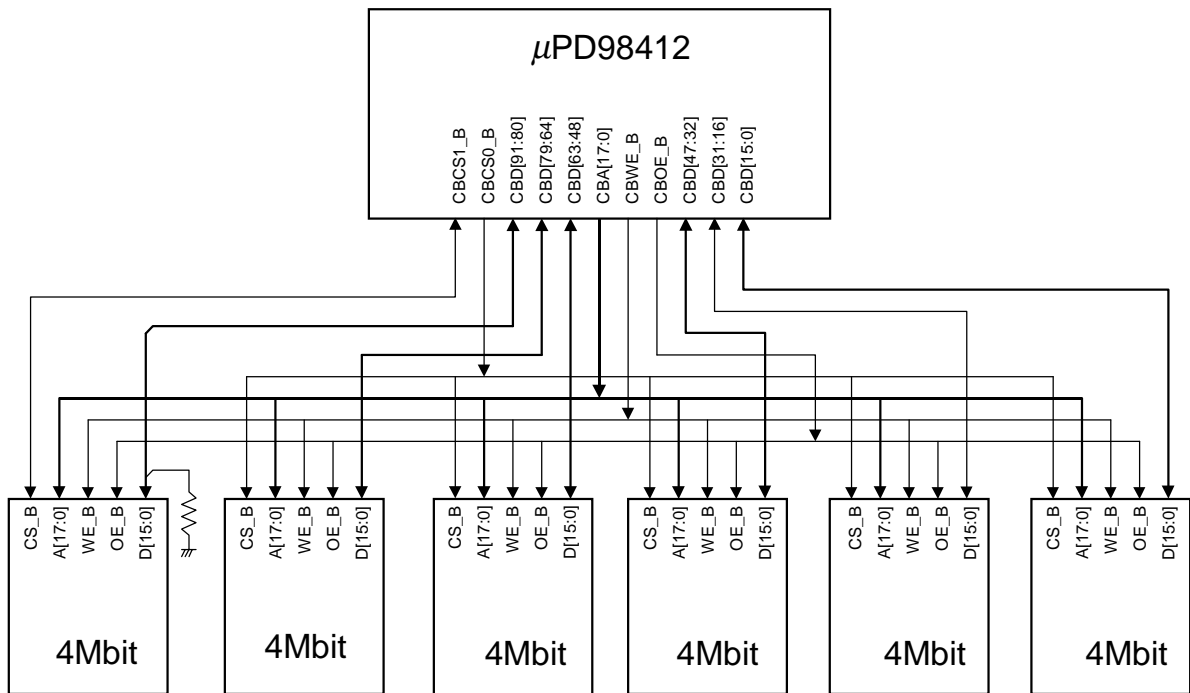 μPD98412
CBCS1_B
CBCS0_B
CBD[91:80]
CBD[79:64]
CBD[63:48]
CBA[17:0]
CBWE_B
CBOE_B
CBD[47:32]
CBD[31:16]
CBD[15:0]
CS_B
A[17:0]
WE_B
OE_B
D[15:0]
4Mbit
CS_B
A[17:0]
WE_B
OE_B
D[15:0]
4Mbit
CS_B
A[17:0]
WE_B
OE_B
D[15:0]
4Mbit
CS_B
A[17:0]
WE_B
OE_B
D[15:0]
4Mbit
CS_B
A[17:0]
WE_B
OE_B
D[15:0]
4Mbit
CS_B
A[17:0]
WE_B
OE_B
D[15:0]
4Mbit